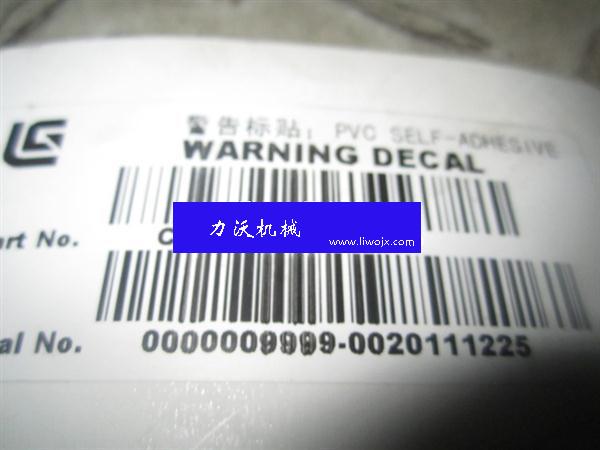 警告标贴；PVC SELF-ADHESIVE
WARNING DECAL
art No. C
力沃机械
www.liwojx.com
al No. 0000009999-0020111225